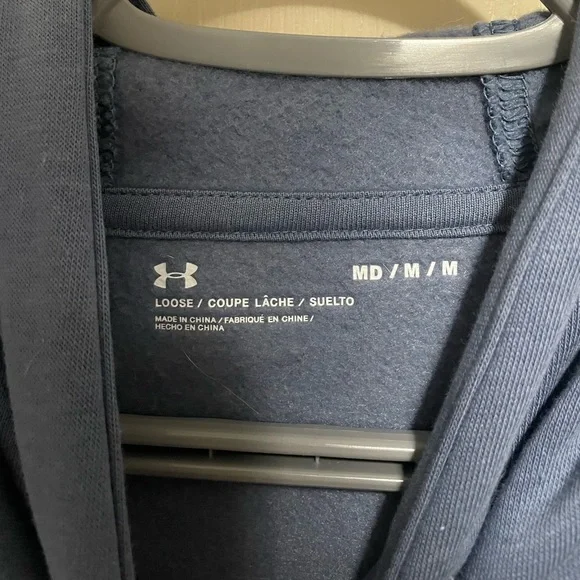 MD / M / M
LOOSE / COUPE LÂCHE / SUELTO
MADE IN CHINA / FABRIQUÉ EN CHINE /
HECHO EN CHINA